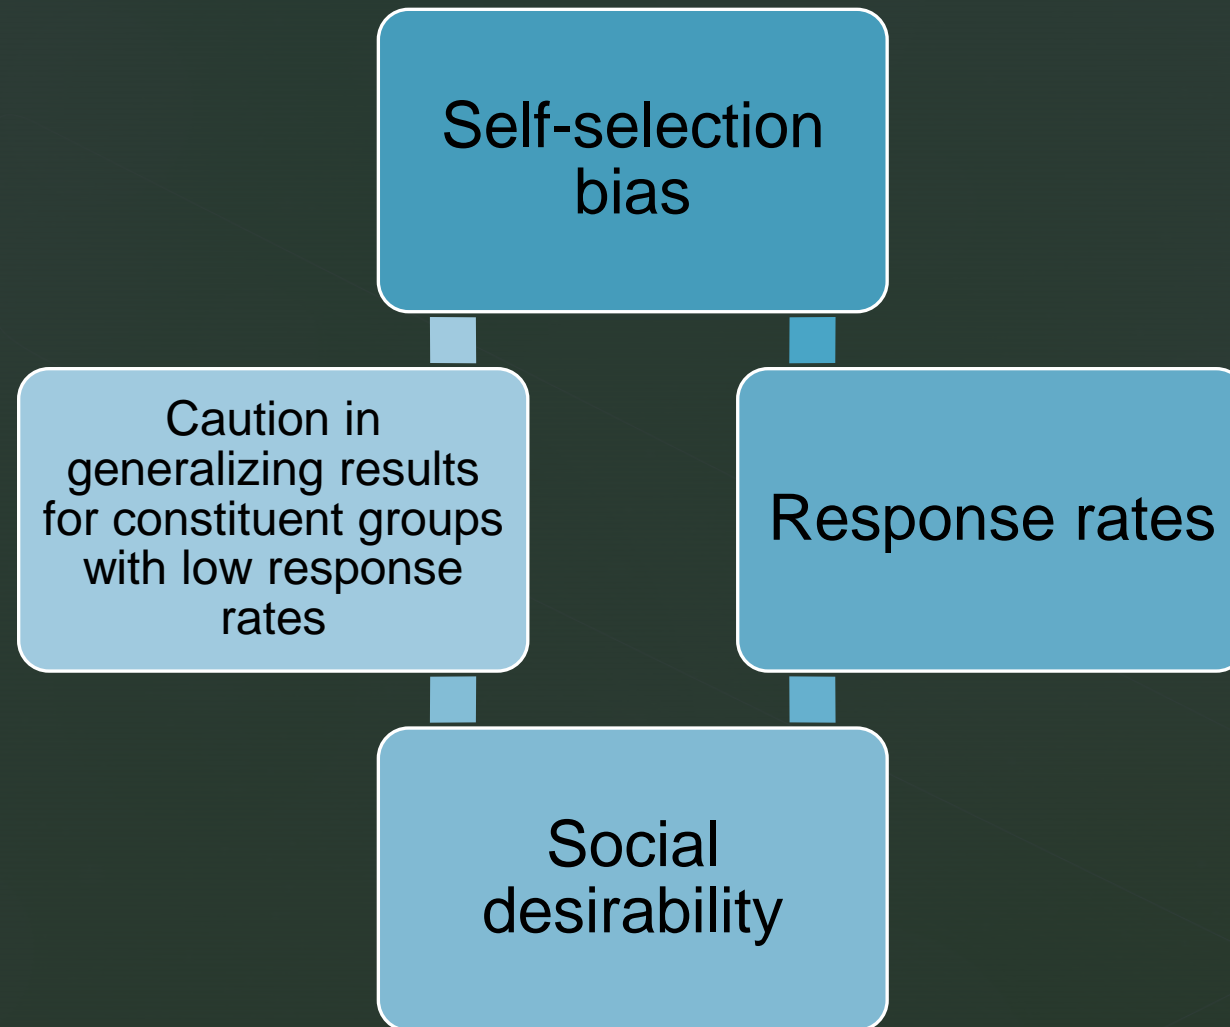 Self-selection
bias
Caution in
generalizing results
for constituent groups
with low response
rates
Response rates
Social
desirability